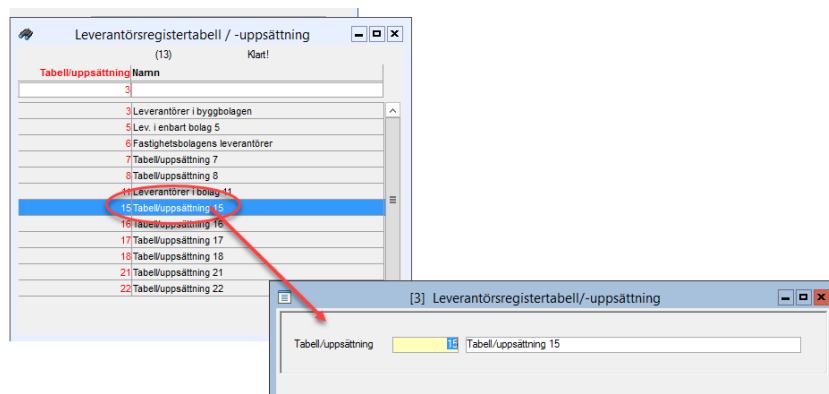 Leverantörsregistertabell / -uppsättning
(13) Klart!
Tabell/uppsättning Namn
3
3 Leverantörer i byggbolagen
5 Lev. i enbart bolag 5
6 Fastighetsbolagens leverantörer
7 Tabell/uppsättning 7
8 Tabell/uppsättning 8
11 Leverantörer i bolag 11
15 Tabell/uppsättning 15
16 Tabell/uppsättning 16
17 Tabell/uppsättning 17
18 Tabell/uppsättning 18
21 Tabell/uppsättning 21
22 Tabell/uppsättning 22
[3] Leverantörsregistertabell/-uppsättning
Tabell/uppsättning 15 Tabell/uppsättning 15